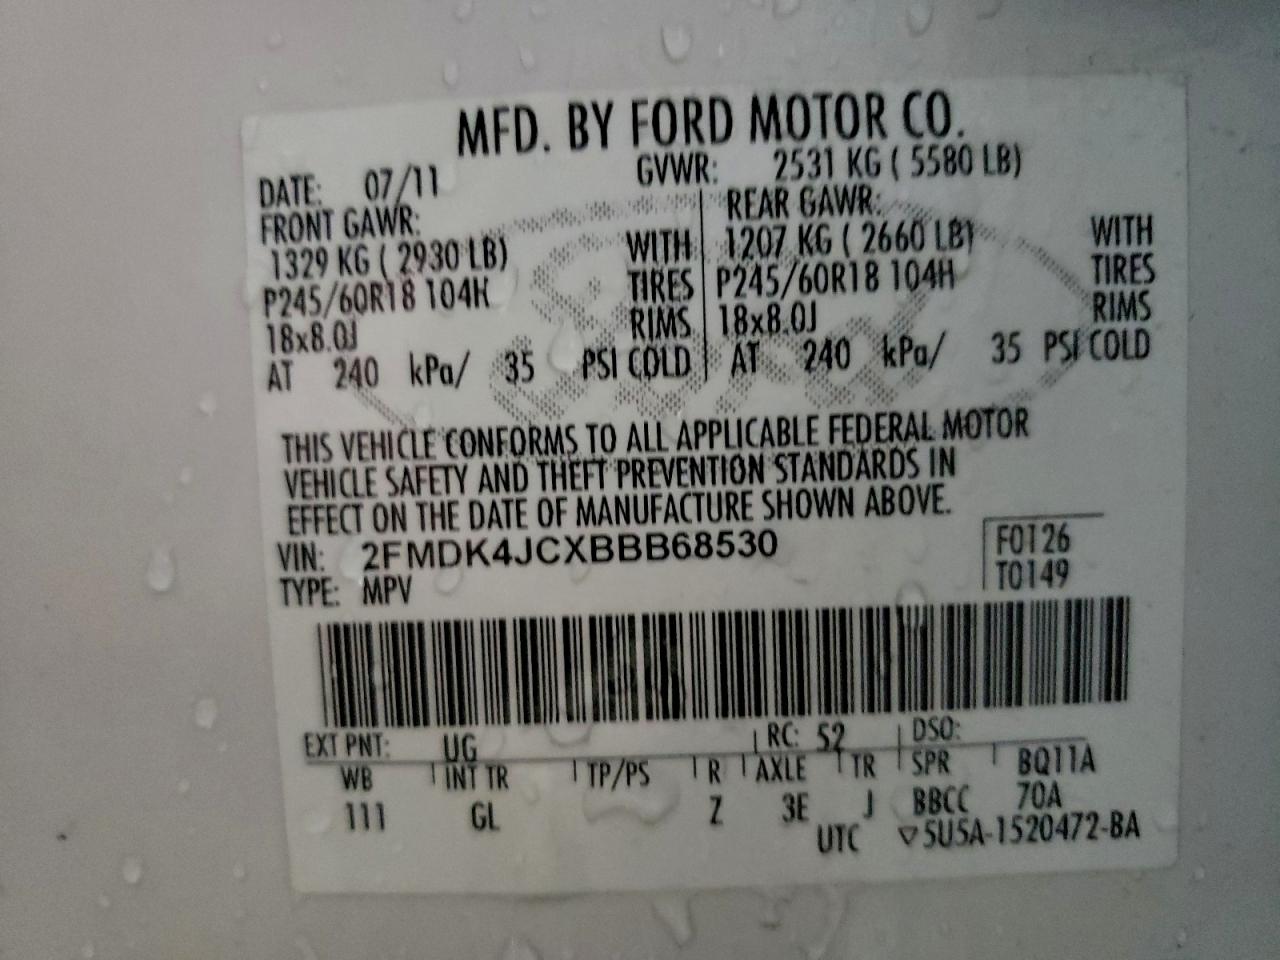 MFD. BY FORD MOTOR CO.
DATE: 07/11 GVWR: 2531 KG ( 5580 LB)
FRONT GAWR: REAR GAWR:
1329 KG ( 2930 LB) WITH 1207 KG ( 2660 LB) WITH
P245/60R18 104H TIRES P245/60R18 104H TIRES
18x8.0J RIMS 18x8.0J RIMS
AT 240 kPa/ 35 PSI COLD AT 240 kPa/ 35 PSI COLD
THIS VEHICLE CONFORMS TO ALL APPLICABLE FEDERAL MOTOR
VEHICLE SAFETY AND THEFT PREVENTION STANDARDS IN
EFFECT ON THE DATE OF MANUFACTURE SHOWN ABOVE.
VIN: 2FMDK4JCXBBB68530 F0126
TYPE: MPV T0149
EXT PNT: UG RC: 52 DSO:
WB INT TR TP/PS R AXLE TR SPR BQ11A
111 GL Z 3E J BBCC 70A
UTC ▽5U5A-1520472-BA